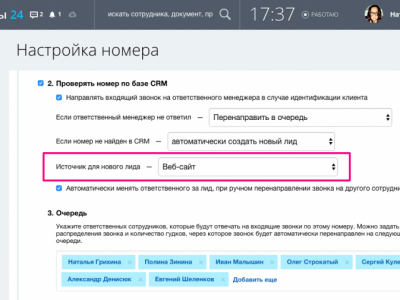 ы 24 2 1 искать сотрудника, документ, пр 17:37 РАБОТАЮ
Настройка номера
2. Проверять номер по базе CRM
Направлять входящий звонок на ответственного менеджера в случае идентификации клиента
Если ответственный менеджер не ответил — Перенаправить в очередь
Если номер не найден в CRM — автоматически создать новый лид
Источник для нового лида — Веб-сайт
Автоматически менять ответственного за лид, при ручном перенаправлении звонка на другого сотрудни
3. Очередь
Укажите ответственных сотрудников, которые будут отвечать на входящие звонки по этому номеру. Можно задать
распределения звонка и количество гудков, через которое звонок будет автоматически перенаправлен на следующ
очереди.
Наталья Грихина × Полина Зимина × Иван Малышин × Олег Строкатый × Сергей Кул
Александр Денисюк × Евгений Шеленков × Добавить еще